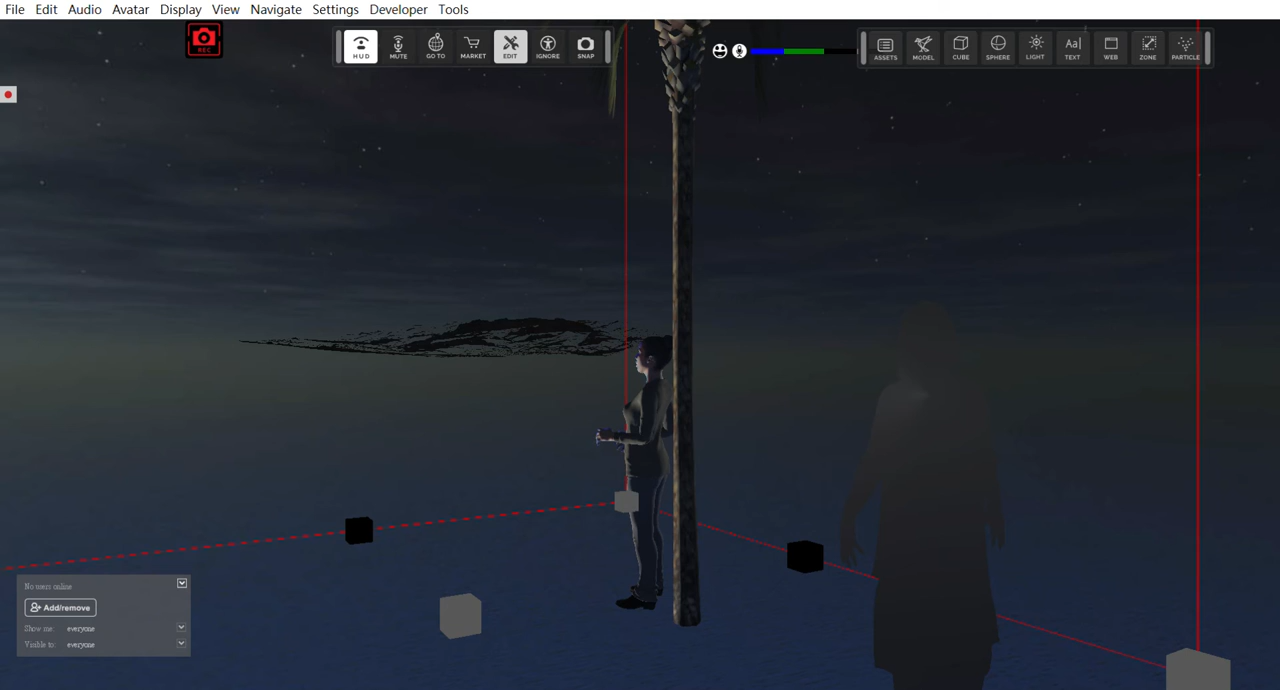 File Edit Audio Avatar Display View Navigate Settings Developer Tools
REC
HUD MUTE GO TO MARKET EDIT IGNORE SNAP
ASSETS MODEL CUBE SPHERE LIGHT Aa| TEXT WEB ZONE PARTICLE
No users online
Add/remove
Show me: everyone
Visible to: everyone